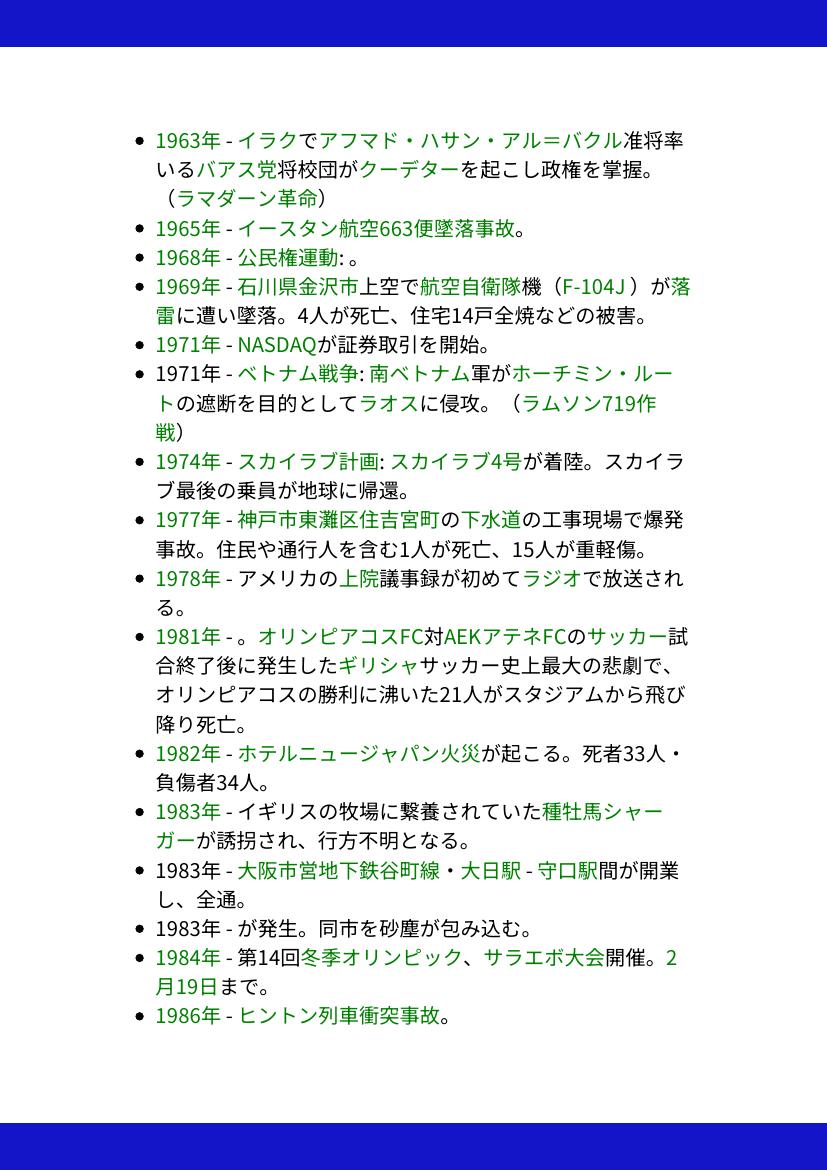 1963年 - イラクでアフマド・ハサン・アル＝バクル准将率
いるバアス党将校団がクーデターを起こし政権を掌握。
（ラマダーン革命）
1965年 - イースタン航空663便墜落事故。
1968年 - 公民権運動: 。
1969年 - 石川県金沢市上空で航空自衛隊機（F-104J ）が落
雷に遭い墜落。4人が死亡、住宅14戸全焼などの被害。
1971年 - NASDAQが証券取引を開始。
1971年 - ベトナム戦争: 南ベトナム軍がホーチミン・ルー
トの遮断を目的としてラオスに侵攻。（ラムソン719作
戦）
1974年 - スカイラブ計画: スカイラブ4号が着陸。スカイラ
ブ最後の乗員が地球に帰還。
1977年 - 神戸市東灘区住吉宮町の下水道の工事現場で爆発
事故。住民や通行人を含む1人が死亡、15人が重軽傷。
1978年 - アメリカの上院議事録が初めてラジオで放送され
る。
1981年 - 。オリンピアコスFC対AEKアテネFCのサッカー試
合終了後に発生したギリシャサッカー史上最大の悲劇で、
オリンピアコスの勝利に沸いた21人がスタジアムから飛び
降り死亡。
1982年 - ホテルニュージャパン火災が起こる。死者33人・
負傷者34人。
1983年 - イギリスの牧場に繋養されていた種牡馬シャー
ガーが誘拐され、行方不明となる。
1983年 - 大阪市営地下鉄谷町線・大日駅 - 守口駅間が開業
し、全通。
1983年 - が発生。同市を砂塵が包み込む。
1984年 - 第14回冬季オリンピック、サラエボ大会開催。2
月19日まで。
1986年 - ヒントン列車衝突事故。